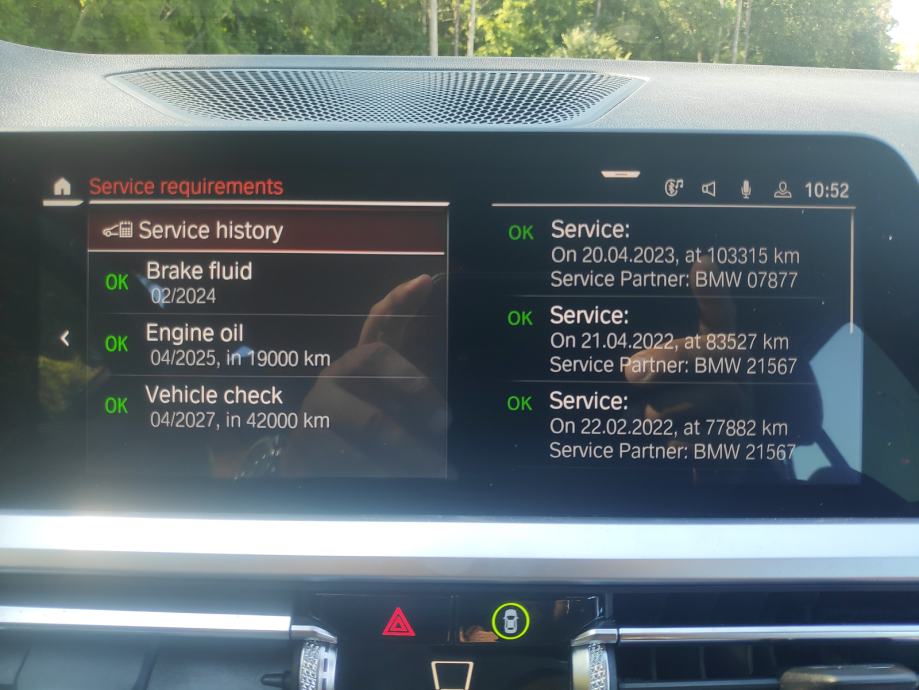 Service requirements
10:52
Service history
OK Brake fluid
02/2024
OK Engine oil
04/2025, in 19000 km
OK Vehicle check
04/2027, in 42000 km
OK Service:
On 20.04.2023, at 103315 km
Service Partner: BMW 07877
OK Service:
On 21.04.2022, at 83527 km
Service Partner: BMW 21567
OK Service:
On 22.02.2022, at 77882 km
Service Partner: BMW 21567